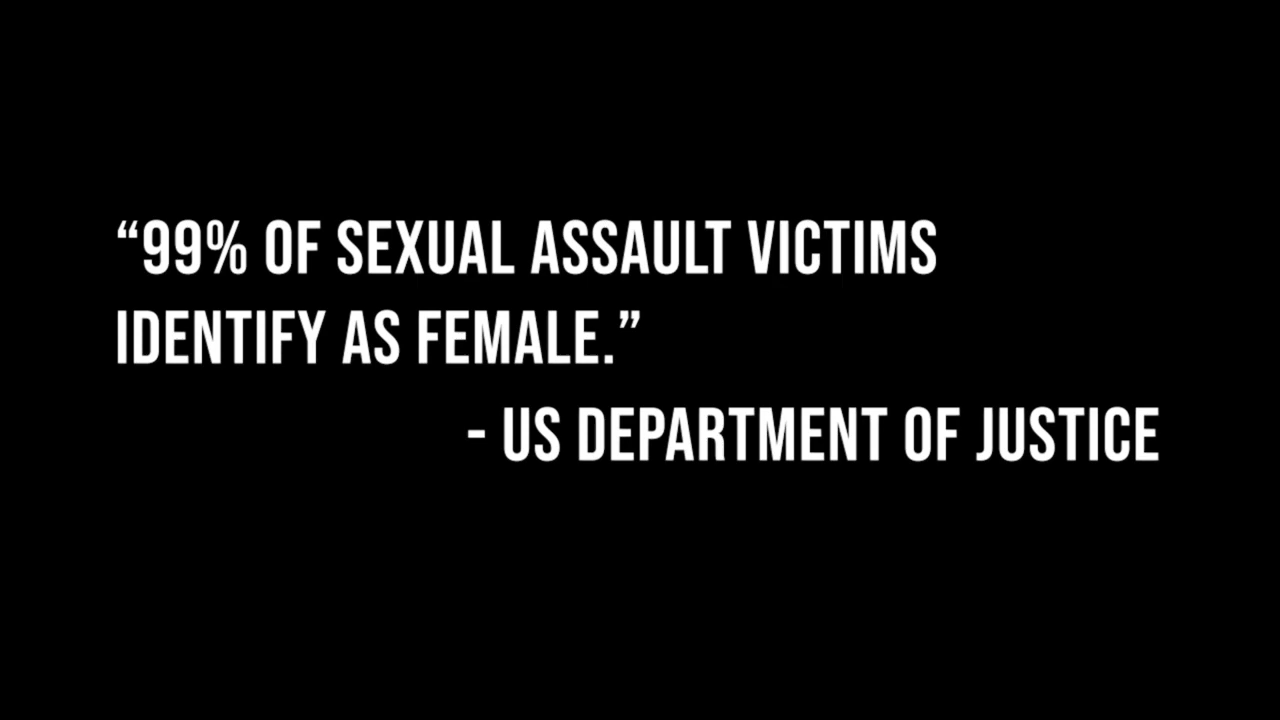 “99% OF SEXUAL ASSAULT VICTIMS
IDENTIFY AS FEMALE.”
- US DEPARTMENT OF JUSTICE